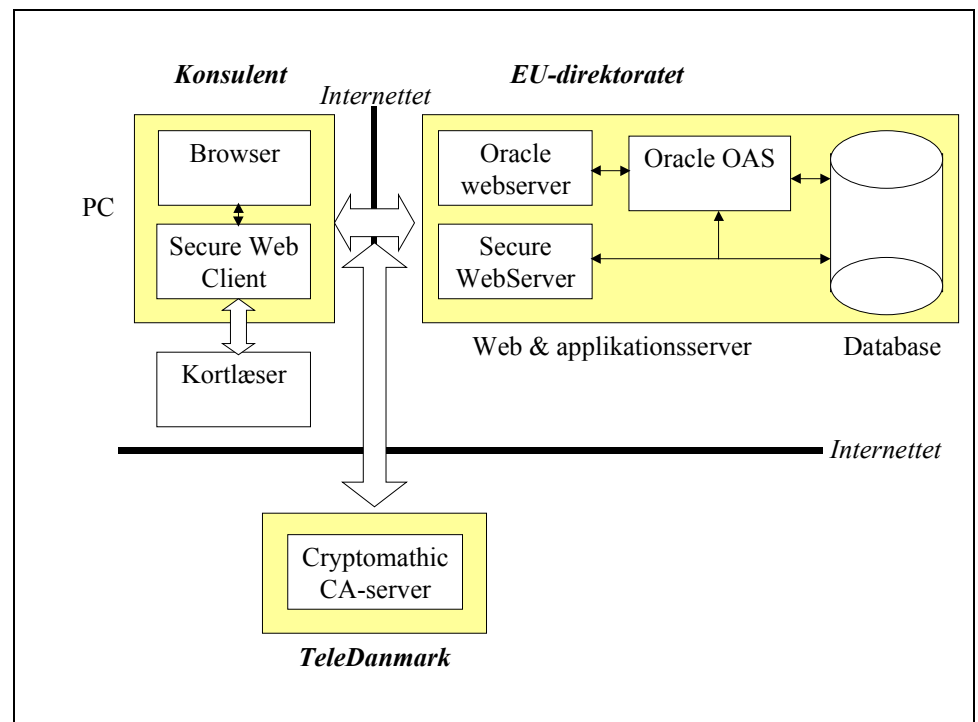 Konsulent
Internettet
EU-direktoratet
PC
Browser
Secure Web
Client
Kortlæser
Oracle
webserver
Oracle OAS
Secure
WebServer
Web & applikationsserver
Database
Internettet
Cryptomathic
CA-server
TeleDanmark